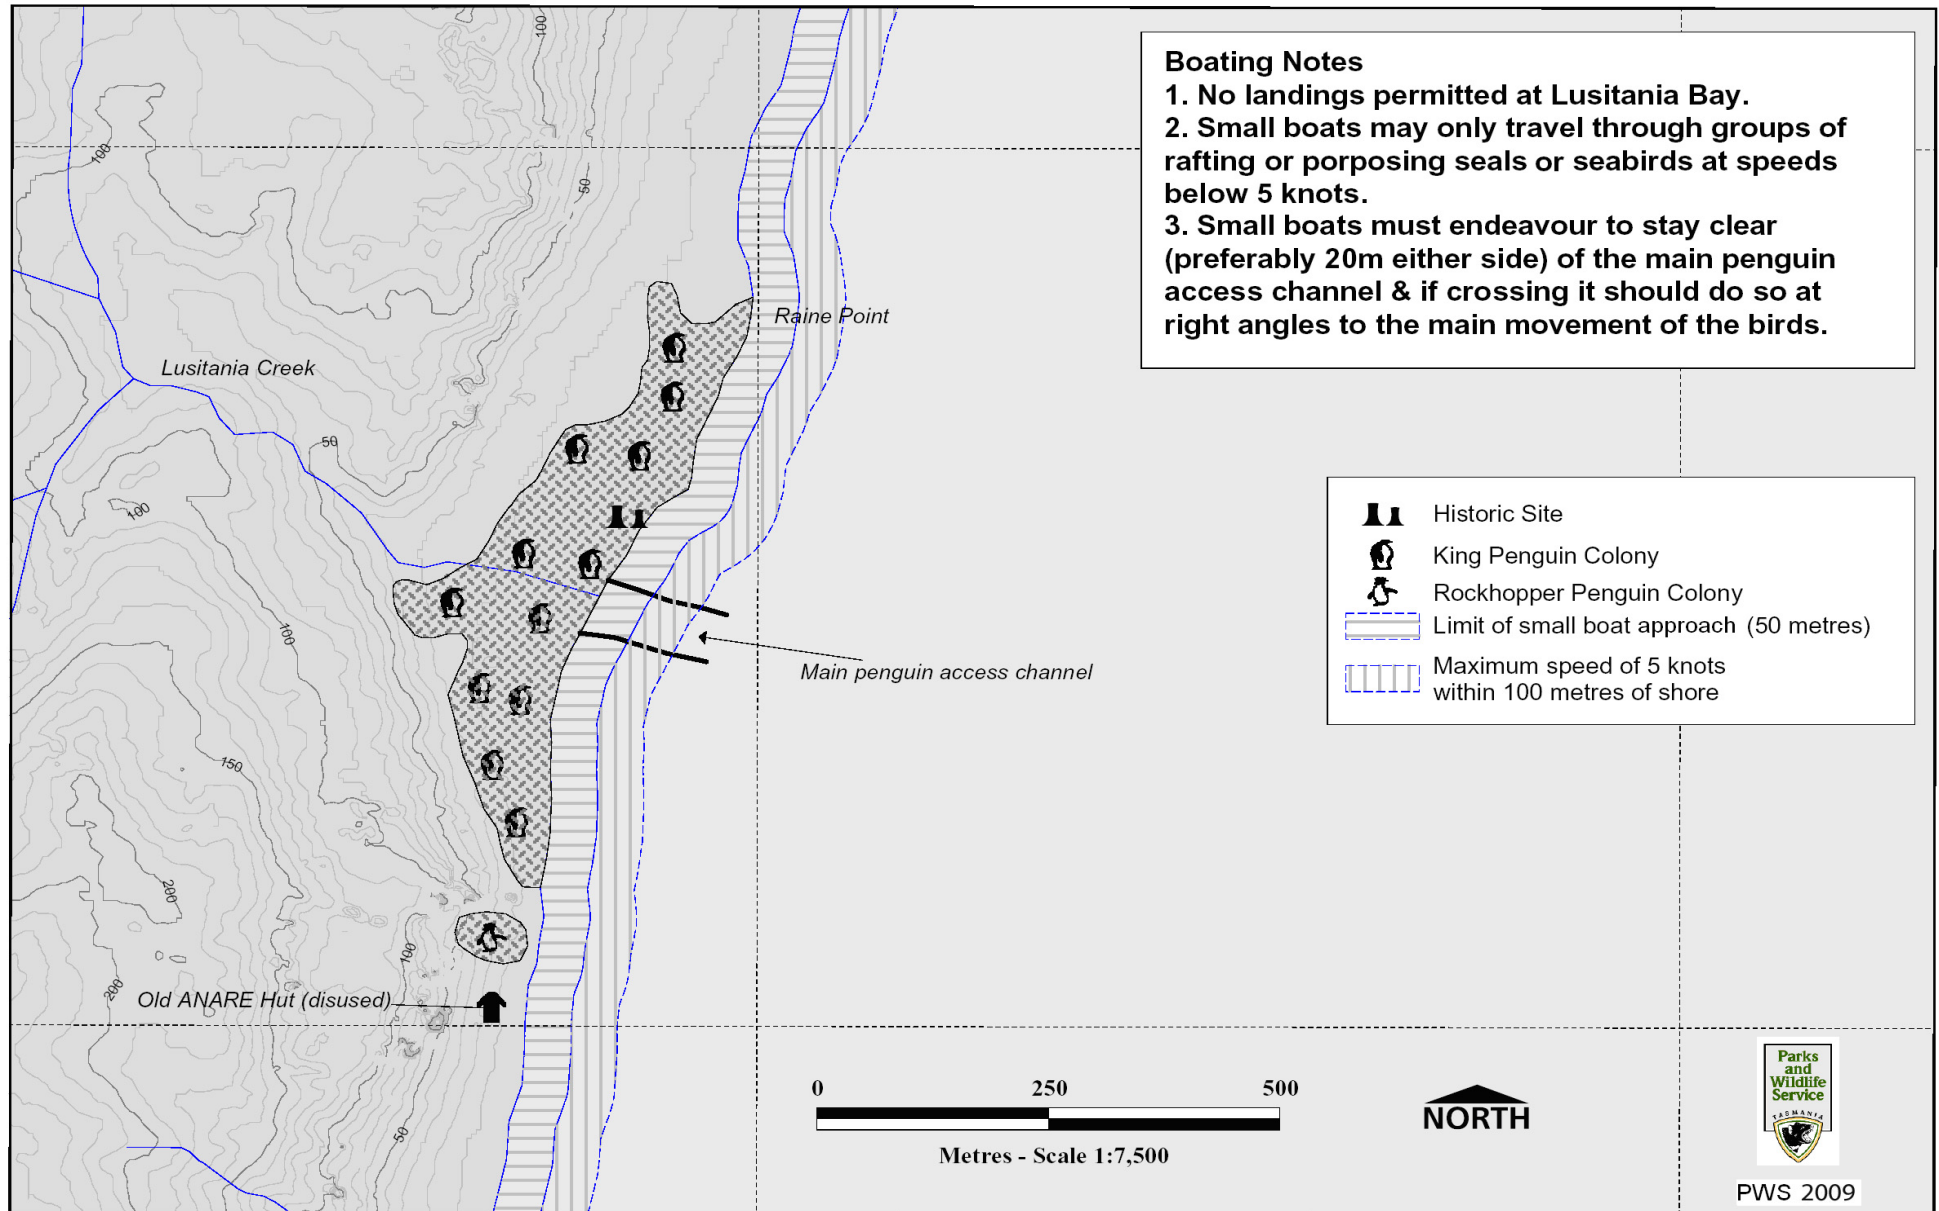 Boating Notes
1. No landings permitted at Lusitania Bay.
2. Small boats may only travel through groups of
rafting or porposing seals or seabirds at speeds
below 5 knots.
3. Small boats must endeavour to stay clear
(preferably 20m either side) of the main penguin
access channel & if crossing it should do so at
right angles to the main movement of the birds.
100
100
50
Raine Point
Lusitania Creek
50
100
Historic Site
King Penguin Colony
Rockhopper Penguin Colony
Limit of small boat approach (50 metres)
Maximum speed of 5 knots
within 100 metres of shore
100
Main penguin access channel
150
200
100
200
Old ANARE Hut (disused)
50
0 250 500
Metres - Scale 1:7,500
NORTH
Parks
and
Wildlife
Service
TASMANIA
PWS 2009